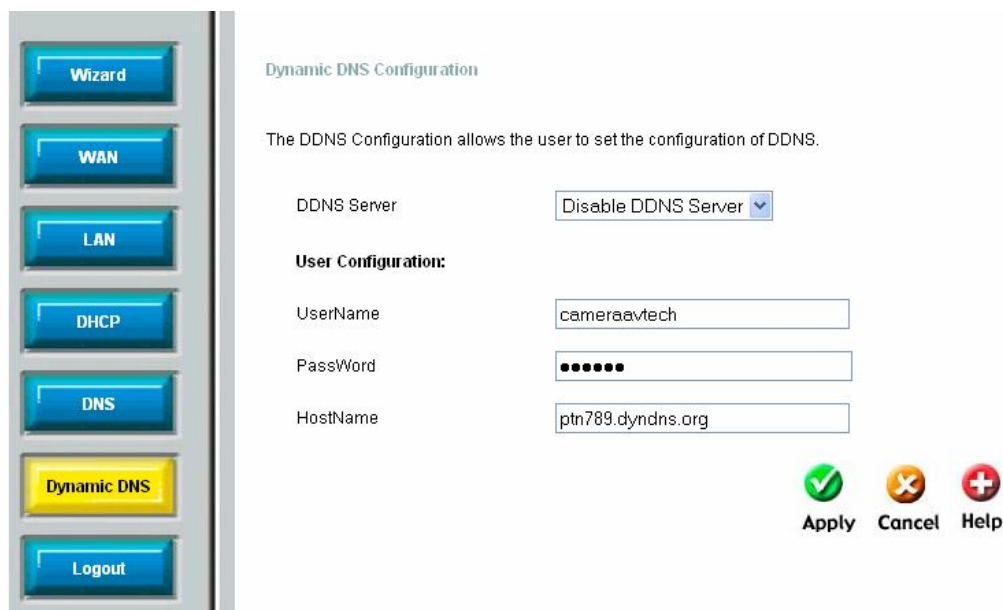 Wizard
WAN
LAN
DHCP
DNS
Dynamic DNS
Logout
Dynamic DNS Configuration
The DDNS Configuration allows the user to set the configuration of DDNS.
DDNS Server
Disable DDNS Server
User Configuration:
UserName
cameraavtech
PassWord
●●●●●●
HostName
ptn789.dyndns.org
Apply
Cancel
Help